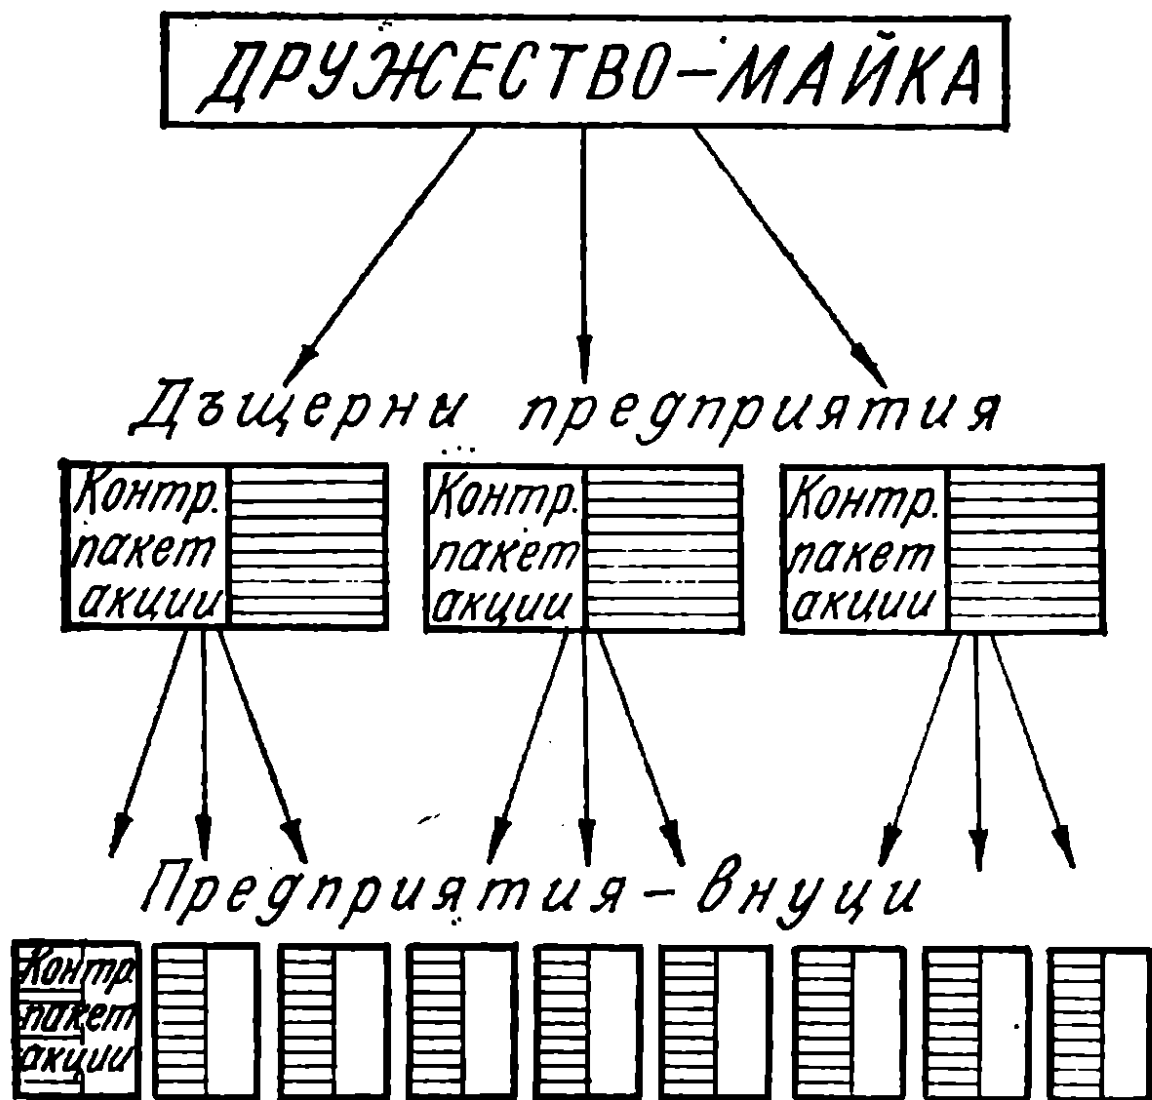 ДРУЖЕСТВО-МАЙКА
Дъщерни предприятия
Контр.
пакет
акции
Контр.
пакет
акции
Контр.
пакет
акции
Предприятия-внуци
Контр.
пакет
акции